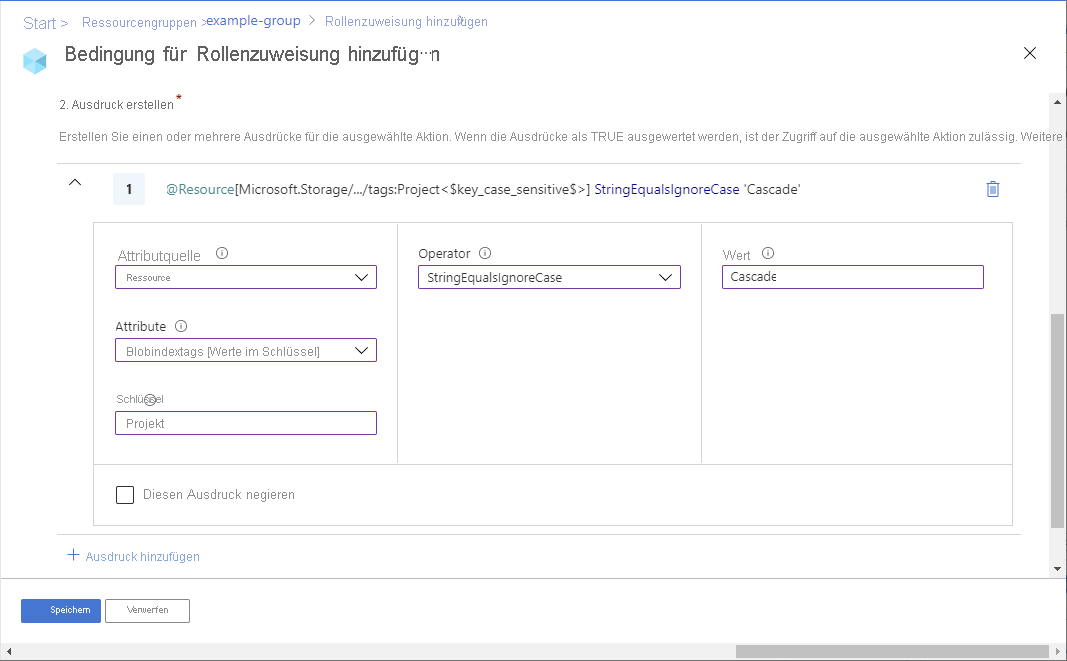 Start > Ressourcengruppen > example-group > Rollenzuweisung hinzufügen
Bedingung für Rollenzuweisung hinzufüg···n
2. Ausdruck erstellen *
Erstellen Sie einen oder mehrere Ausdrücke für die ausgewählte Aktion. Wenn die Ausdrücke als TRUE ausgewertet werden, ist der Zugriff auf die ausgewählte Aktion zulässig. Weitere
1 @Resource[Microsoft.Storage/.../tags:Project<$key_case_sensitive$>] StringEqualsIgnoreCase 'Cascade'
Attributquelle Operator Wert
Ressource StringEqualsIgnoreCase Cascade
Attribute
Blobindextags [Werte im Schlüssel]
Schlüssel
Projekt
Diesen Ausdruck negieren
+ Ausdruck hinzufügen
Speichern Verwerfen